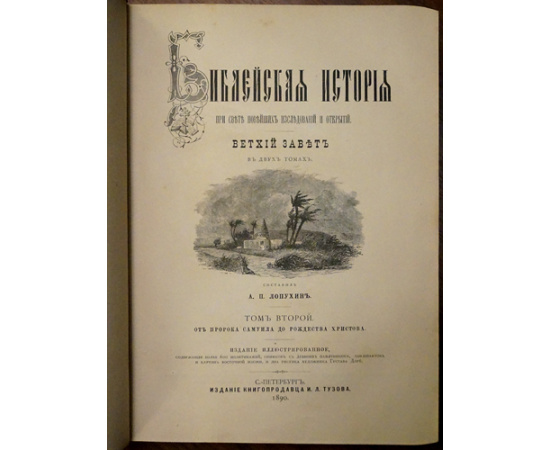 Библейская Исторія
при свѣтѣ новѣйшихъ изслѣдованій и открытій.
ВЕТХІЙ ЗАВѢТЪ
ВЪ ДВУХЪ ТОМАХЪ.
А. П. ЛОПУХИНЪ.
ТОМЪ ВТОРОЙ.
ОТЪ ПРОРОКА САМУИЛА ДО РОЖДЕСТВА ХРИСТОВА.
ИЗДАНІЕ ИЛЛЮСТРИРОВАННОЕ,
С.-ПЕТЕРБУРГЪ.
ИЗДАНІЕ КНИГОПРОДАВЦА И. Л. ТУЗОВА.
1890.